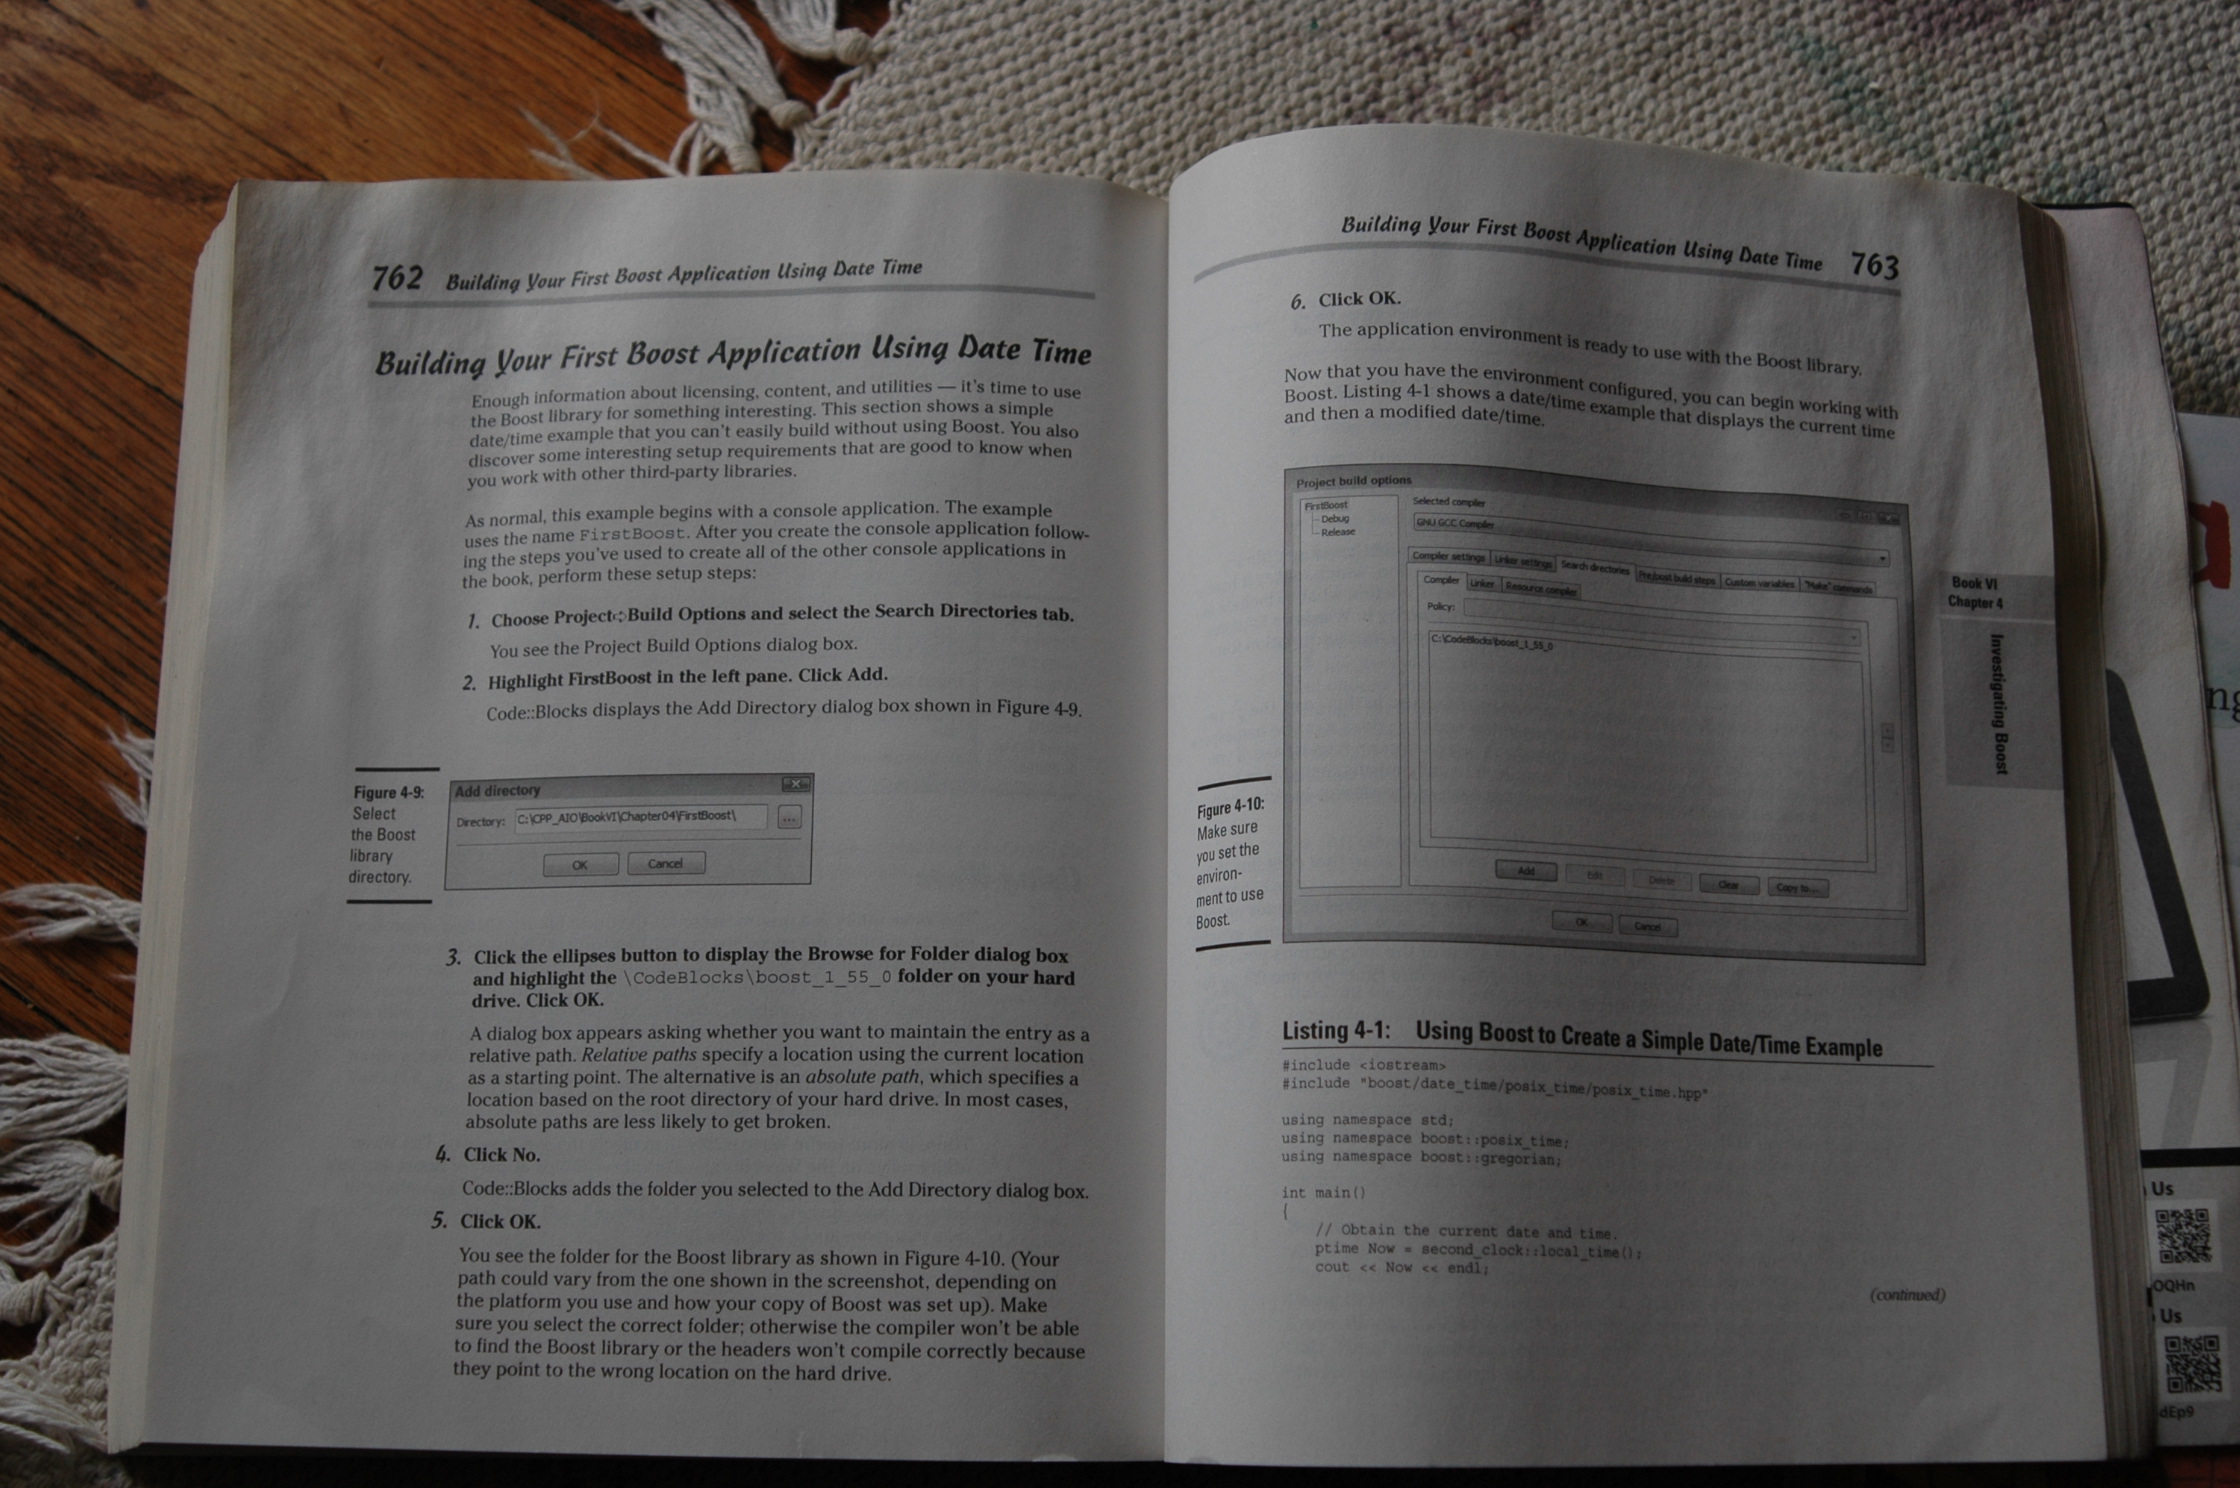 762 Building Your First Boost Application Using Date Time
Building Your First Boost Application Using Date Time
Enough information about licensing, content, and utilities — it's time to use
the Boost library for something interesting. This section shows a simple
date/time example that you can't easily build without using Boost. You also
discover some interesting setup requirements that are good to know when
you work with other third-party libraries.
As normal, this example begins with a console application. The example
uses the name FirstBoost. After you create the console application follow-
ing the steps you've used to create all of the other console applications in
the book, perform these setup steps:
1. Choose Project➪Build Options and select the Search Directories tab.
You see the Project Build Options dialog box.
2. Highlight FirstBoost in the left pane. Click Add.
Code::Blocks displays the Add Directory dialog box shown in Figure 4-9.
Figure 4-9:
Select
the Boost
library
directory.
Add directory
Directory: C:\CPP_AIO\BookVI\Chapter04\FirstBoost\ ...
OK Cancel
3. Click the ellipses button to display the Browse for Folder dialog box
and highlight the \CodeBlocks\boost_1_55_0 folder on your hard
drive. Click OK.
A dialog box appears asking whether you want to maintain the entry as a
relative path. Relative paths specify a location using the current location
as a starting point. The alternative is an absolute path, which specifies a
location based on the root directory of your hard drive. In most cases,
absolute paths are less likely to get broken.
4. Click No.
Code::Blocks adds the folder you selected to the Add Directory dialog box.
5. Click OK.
You see the folder for the Boost library as shown in Figure 4-10. (Your
path could vary from the one shown in the screenshot, depending on
the platform you use and how your copy of Boost was set up). Make
sure you select the correct folder; otherwise the compiler won't be able
to find the Boost library or the headers won't compile correctly because
they point to the wrong location on the hard drive.
Building Your First Boost Application Using Date Time 763
6. Click OK.
The application environment is ready to use with the Boost library.
Now that you have the environment configured, you can begin working with
Boost. Listing 4-1 shows a date/time example that displays the current time
and then a modified date/time.
Figure 4-10:
Make sure
you set the
environ-
ment to use
Boost.
Project build options
FirstBoost
Debug
Release
Selected compiler
GNU GCC Compiler
Compiler settings Linker settings Search directories Pre/post build steps Custom variables "Make" commands
Compiler Linker Resource compiler
Policy:
C:\CodeBlocks\boost_1_55_0
Add Edit Delete Clear Copy to...
OK Cancel
Book VI
Chapter 4
Investigating Boost
Listing 4-1: Using Boost to Create a Simple Date/Time Example
#include <iostream>
#include "boost/date_time/posix_time/posix_time.hpp"
using namespace std;
using namespace boost::posix_time;
using namespace boost::gregorian;
int main()
{
// Obtain the current date and time.
ptime Now = second_clock::local_time();
cout << Now << endl;
(continued)
ng
Us
OQHn
Us
dEp9